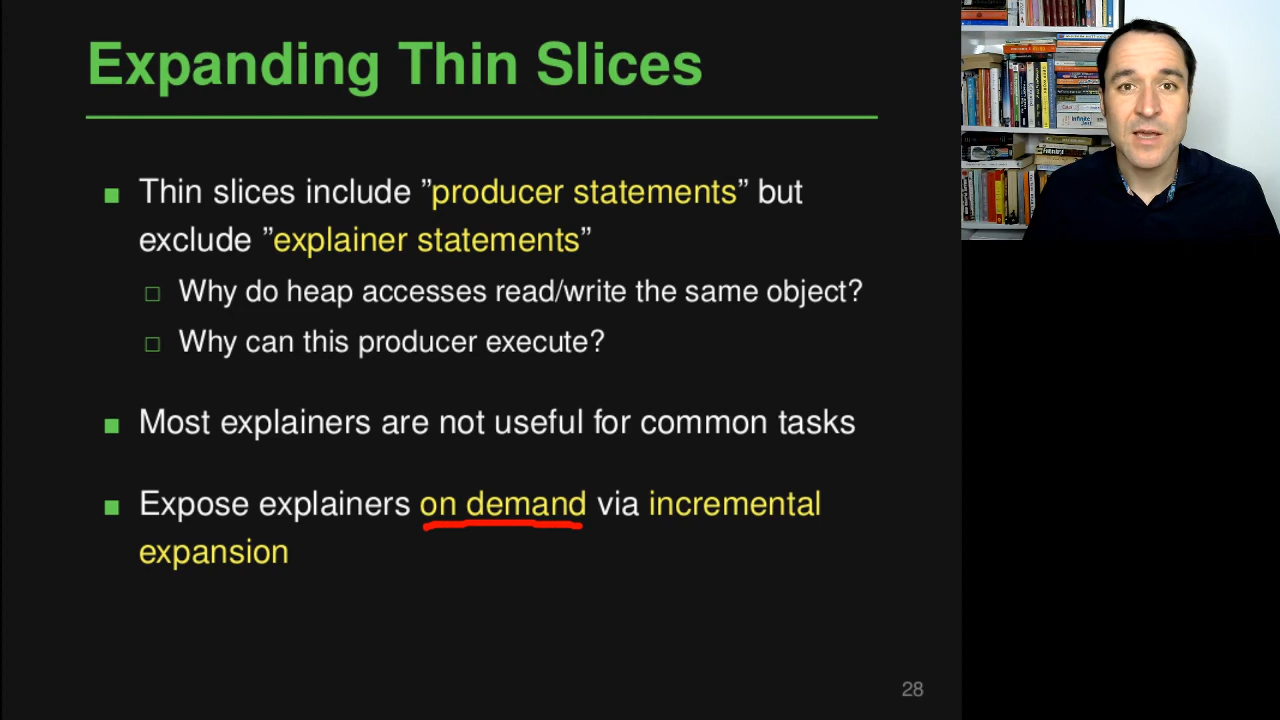 Expanding Thin Slices
■ Thin slices include ”producer statements” but
exclude ”explainer statements”
□ Why do heap accesses read/write the same object?
□ Why can this producer execute?
■ Most explainers are not useful for common tasks
■ Expose explainers on demand via incremental
expansion
28